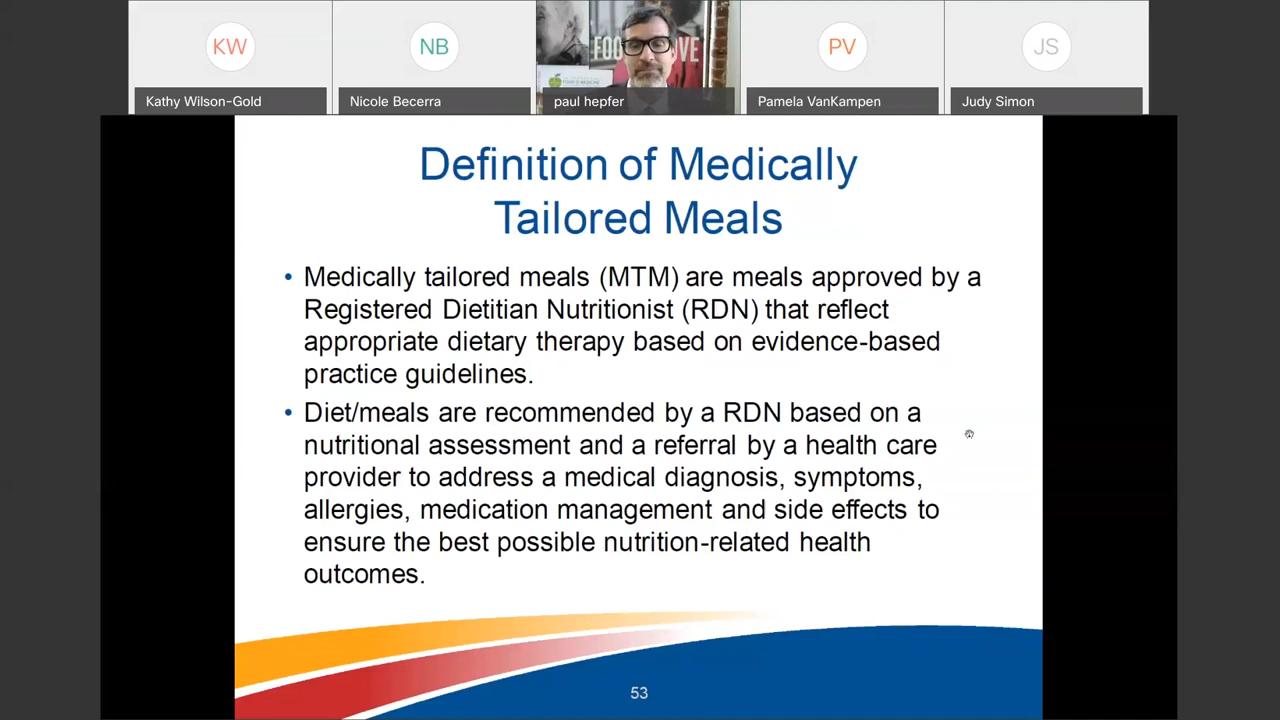 KW
NB
FOO
OVE
PV
JS
Kathy Wilson-Gold
Nicole Becerra
paul hepfer
Pamela VanKampen
Judy Simon
Definition of Medically
Tailored Meals
• Medically tailored meals (MTM) are meals approved by a
Registered Dietitian Nutritionist (RDN) that reflect
appropriate dietary therapy based on evidence-based
practice guidelines.
• Diet/meals are recommended by a RDN based on a
nutritional assessment and a referral by a health care
provider to address a medical diagnosis, symptoms,
allergies, medication management and side effects to
ensure the best possible nutrition-related health
outcomes.
53